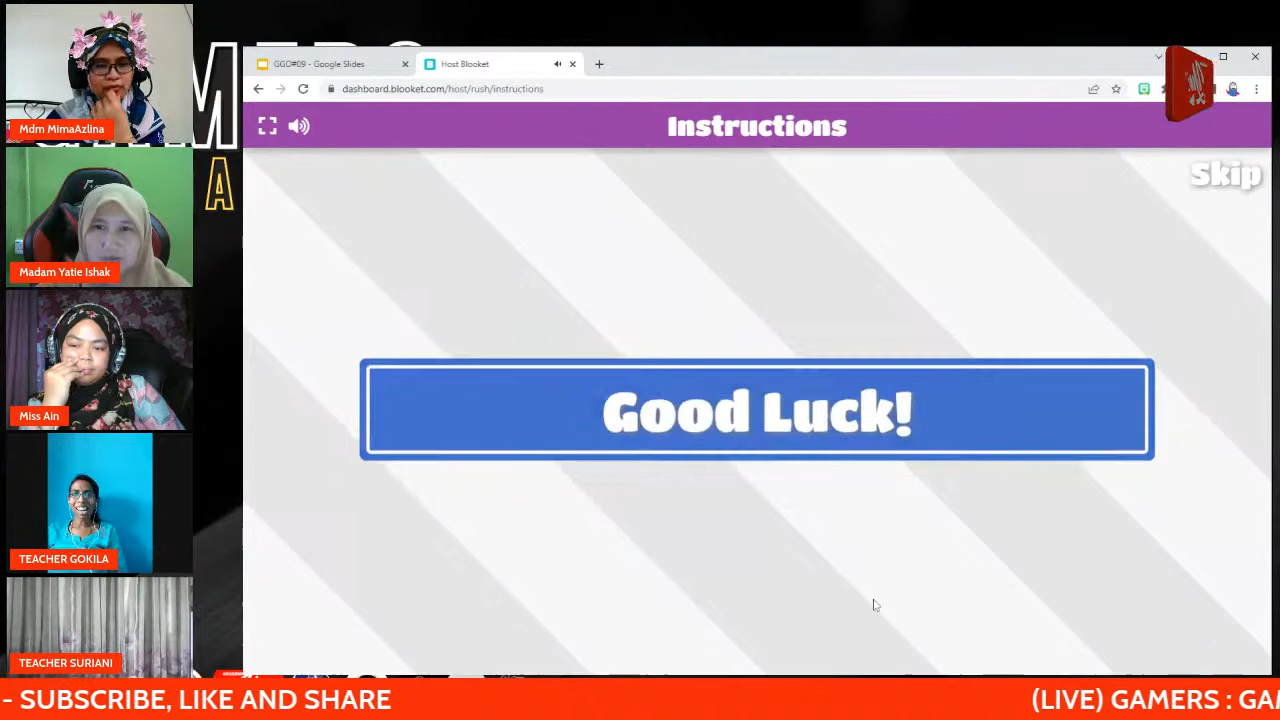 Mdm MimaAzlina
Madam Yatie Ishak
Miss Ain
TEACHER GOKILA
TEACHER SURIANI
A
GGO#09 - Google Slides
Host Blooket
dashboard.blooket.com/host/rush/instructions
Instructions
Skip
Good Luck!
- SUBSCRIBE, LIKE AND SHARE
(LIVE) GAMERS : GA